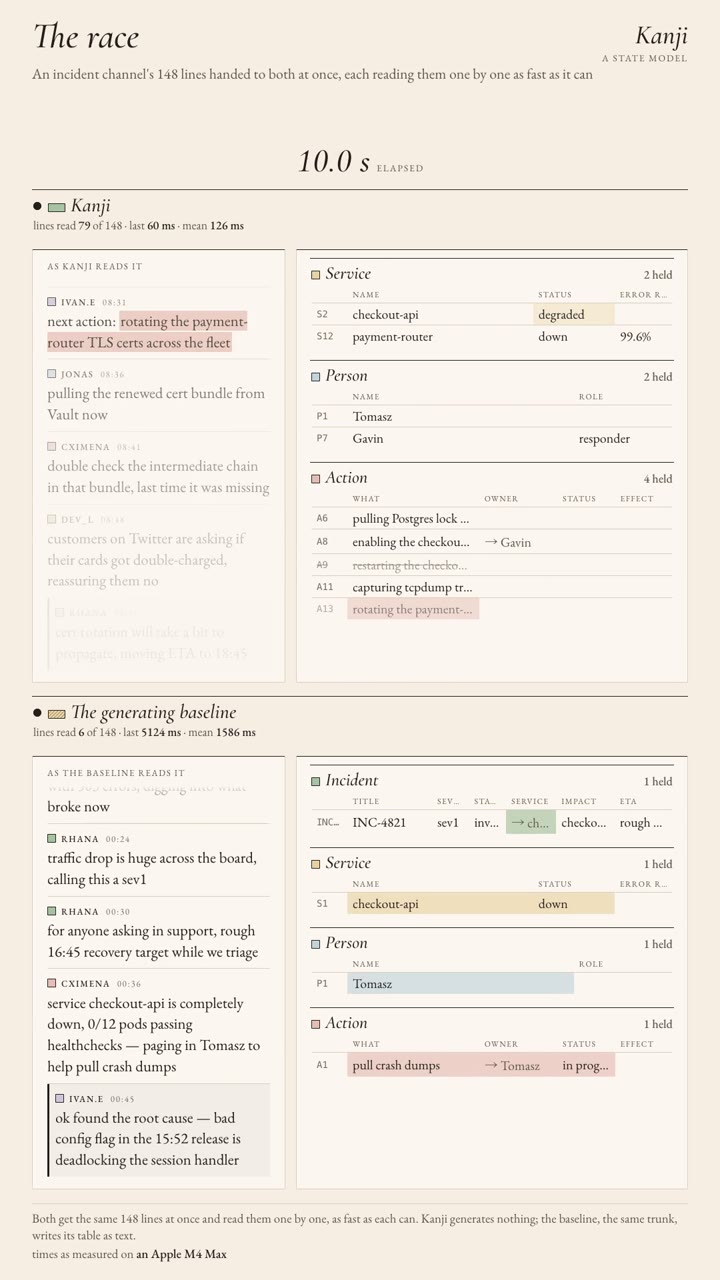 The race
Kanji
A STATE MODEL
An incident channel's 148 lines handed to both at once, each reading them one by one as fast as it can
10.0 s ELAPSED
Kanji
lines read 79 of 148 · last 60 ms · mean 126 ms
AS KANJI READS IT
IVAN.E 08:31
next action: rotating the payment-
router TLS certs across the fleet
JONAS 08:36
pulling the renewed cert bundle from
Vault now
CXIMENA 08:41
double check the intermediate chain
in that bundle, last time it was missing
DEV_L 08:48
customers on Twitter are asking if
their cards got double-charged,
reassuring them no
RHANA
cert rotation will take a bit to
propagate, moving ETA to 18:45
Service 2 held
NAME STATUS ERROR R...
S2 checkout-api degraded
S12 payment-router down 99.6%
Person 2 held
NAME ROLE
P1 Tomasz
P7 Gavin responder
Action 4 held
WHAT OWNER STATUS EFFECT
A6 pulling Postgres lock ...
A8 enabling the checkou... → Gavin
A9 restarting the checko...
A11 capturing tcpdump tr...
A13 rotating the payment-...
The generating baseline
lines read 6 of 148 · last 5124 ms · mean 1586 ms
AS THE BASELINE READS IT
with 503 errors, digging into what
broke now
RHANA 00:24
traffic drop is huge across the board,
calling this a sev1
RHANA 00:30
for anyone asking in support, rough
16:45 recovery target while we triage
CXIMENA 00:36
service checkout-api is completely
down, 0/12 pods passing
healthchecks — paging in Tomasz to
help pull crash dumps
IVAN.E 00:45
ok found the root cause — bad
config flag in the 15:52 release is
deadlocking the session handler
Incident 1 held
TITLE SEV... STA... SERVICE IMPACT ETA
INC... INC-4821 sev1 inv... → ch... checko... rough ...
Service 1 held
NAME STATUS ERROR R...
S1 checkout-api down
Person 1 held
NAME ROLE
P1 Tomasz
Action 1 held
WHAT OWNER STATUS EFFECT
A1 pull crash dumps → Tomasz in prog...
Both get the same 148 lines at once and read them one by one, as fast as each can. Kanji generates nothing; the baseline, the same trunk,
writes its table as text.
times as measured on an Apple M4 Max